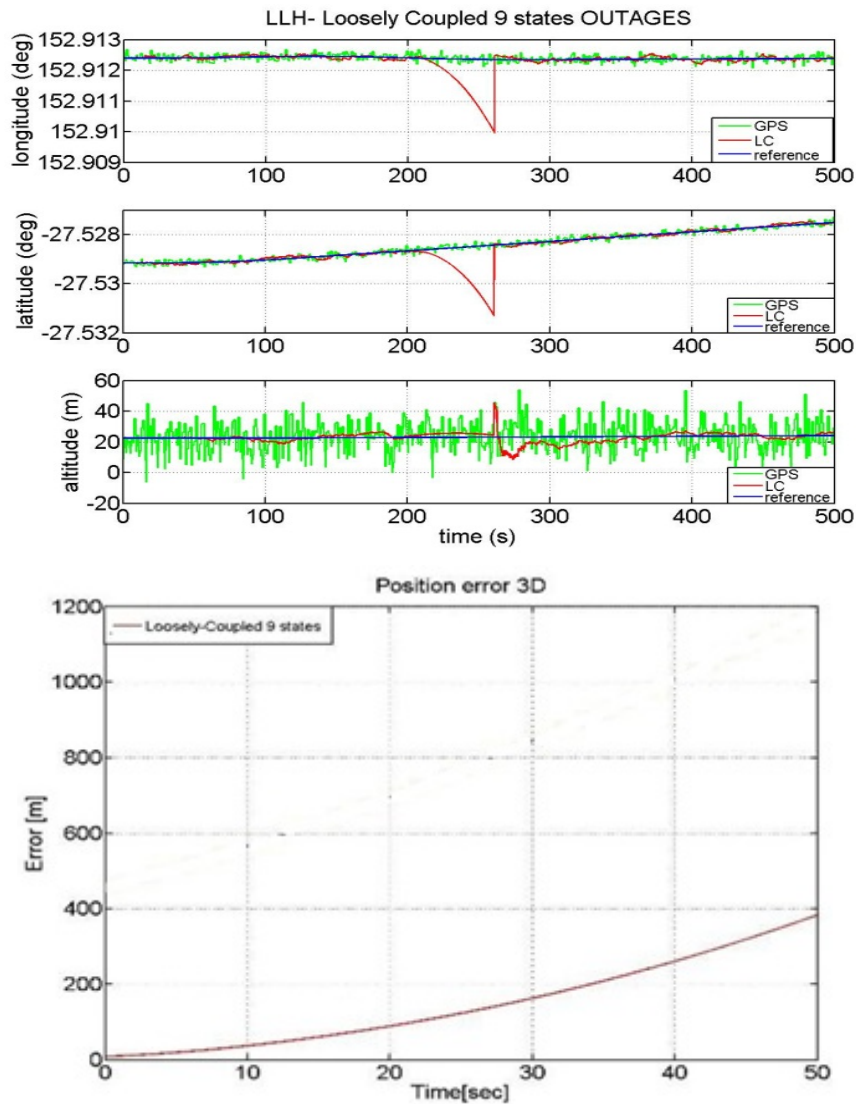 LLH- Loosely Coupled 9 states OUTAGES
longitude (deg)
152.913
152.912
152.911
152.91
152.909
GPS
LC
reference
0 100 200 300 400 500
latitude (deg)
-27.528
-27.53
-27.532
GPS
LC
reference
0 100 200 300 400 500
altitude (m)
60
40
20
0
-20
GPS
LC
reference
0 100 200 300 400 500
time (s)
Position error 3D
Loosely-Coupled 9 states
Error [m]
1200
1000
800
600
400
200
0
0 10 20 30 40 50
Time[sec]